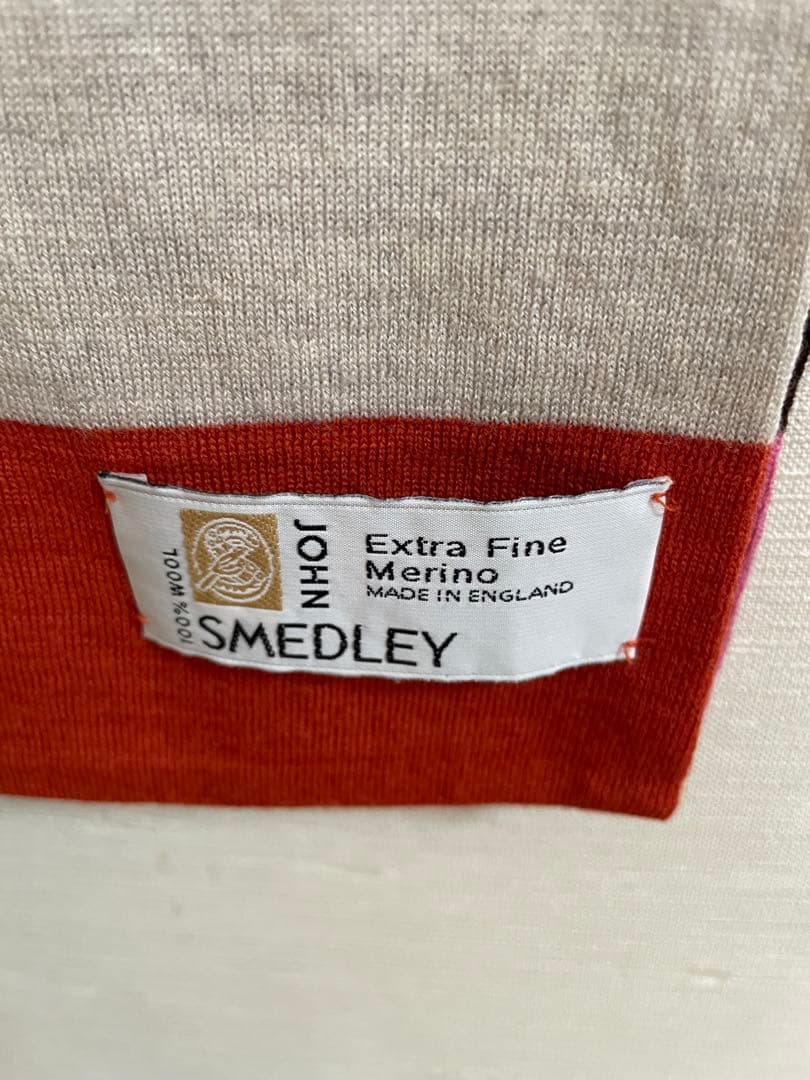 100% WOOL
JOHN
SMEDLEY
Extra Fine
Merino
MADE IN ENGLAND